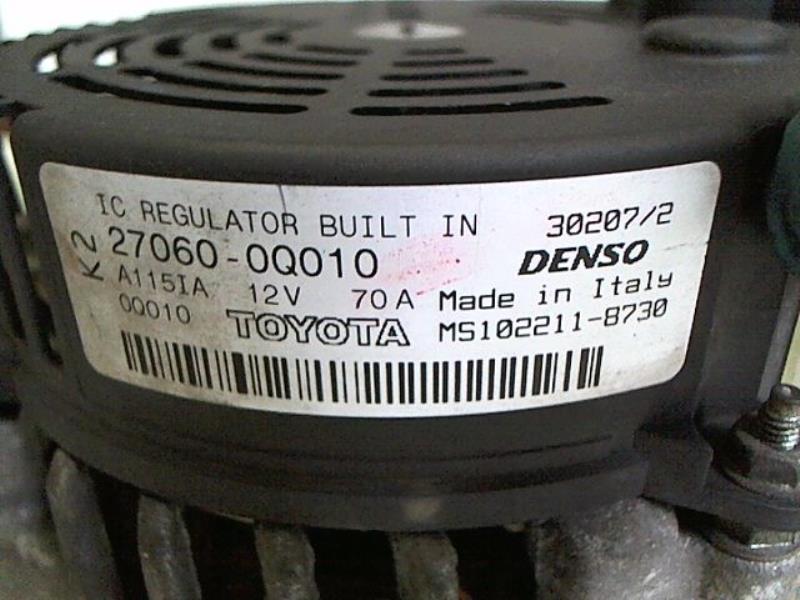 IC REGULATOR BUILT IN 30207/2
K2 27060-0Q010 DENSO
A115IA 12V 70A Made in Italy
0Q010 TOYOTA MS102211-8730